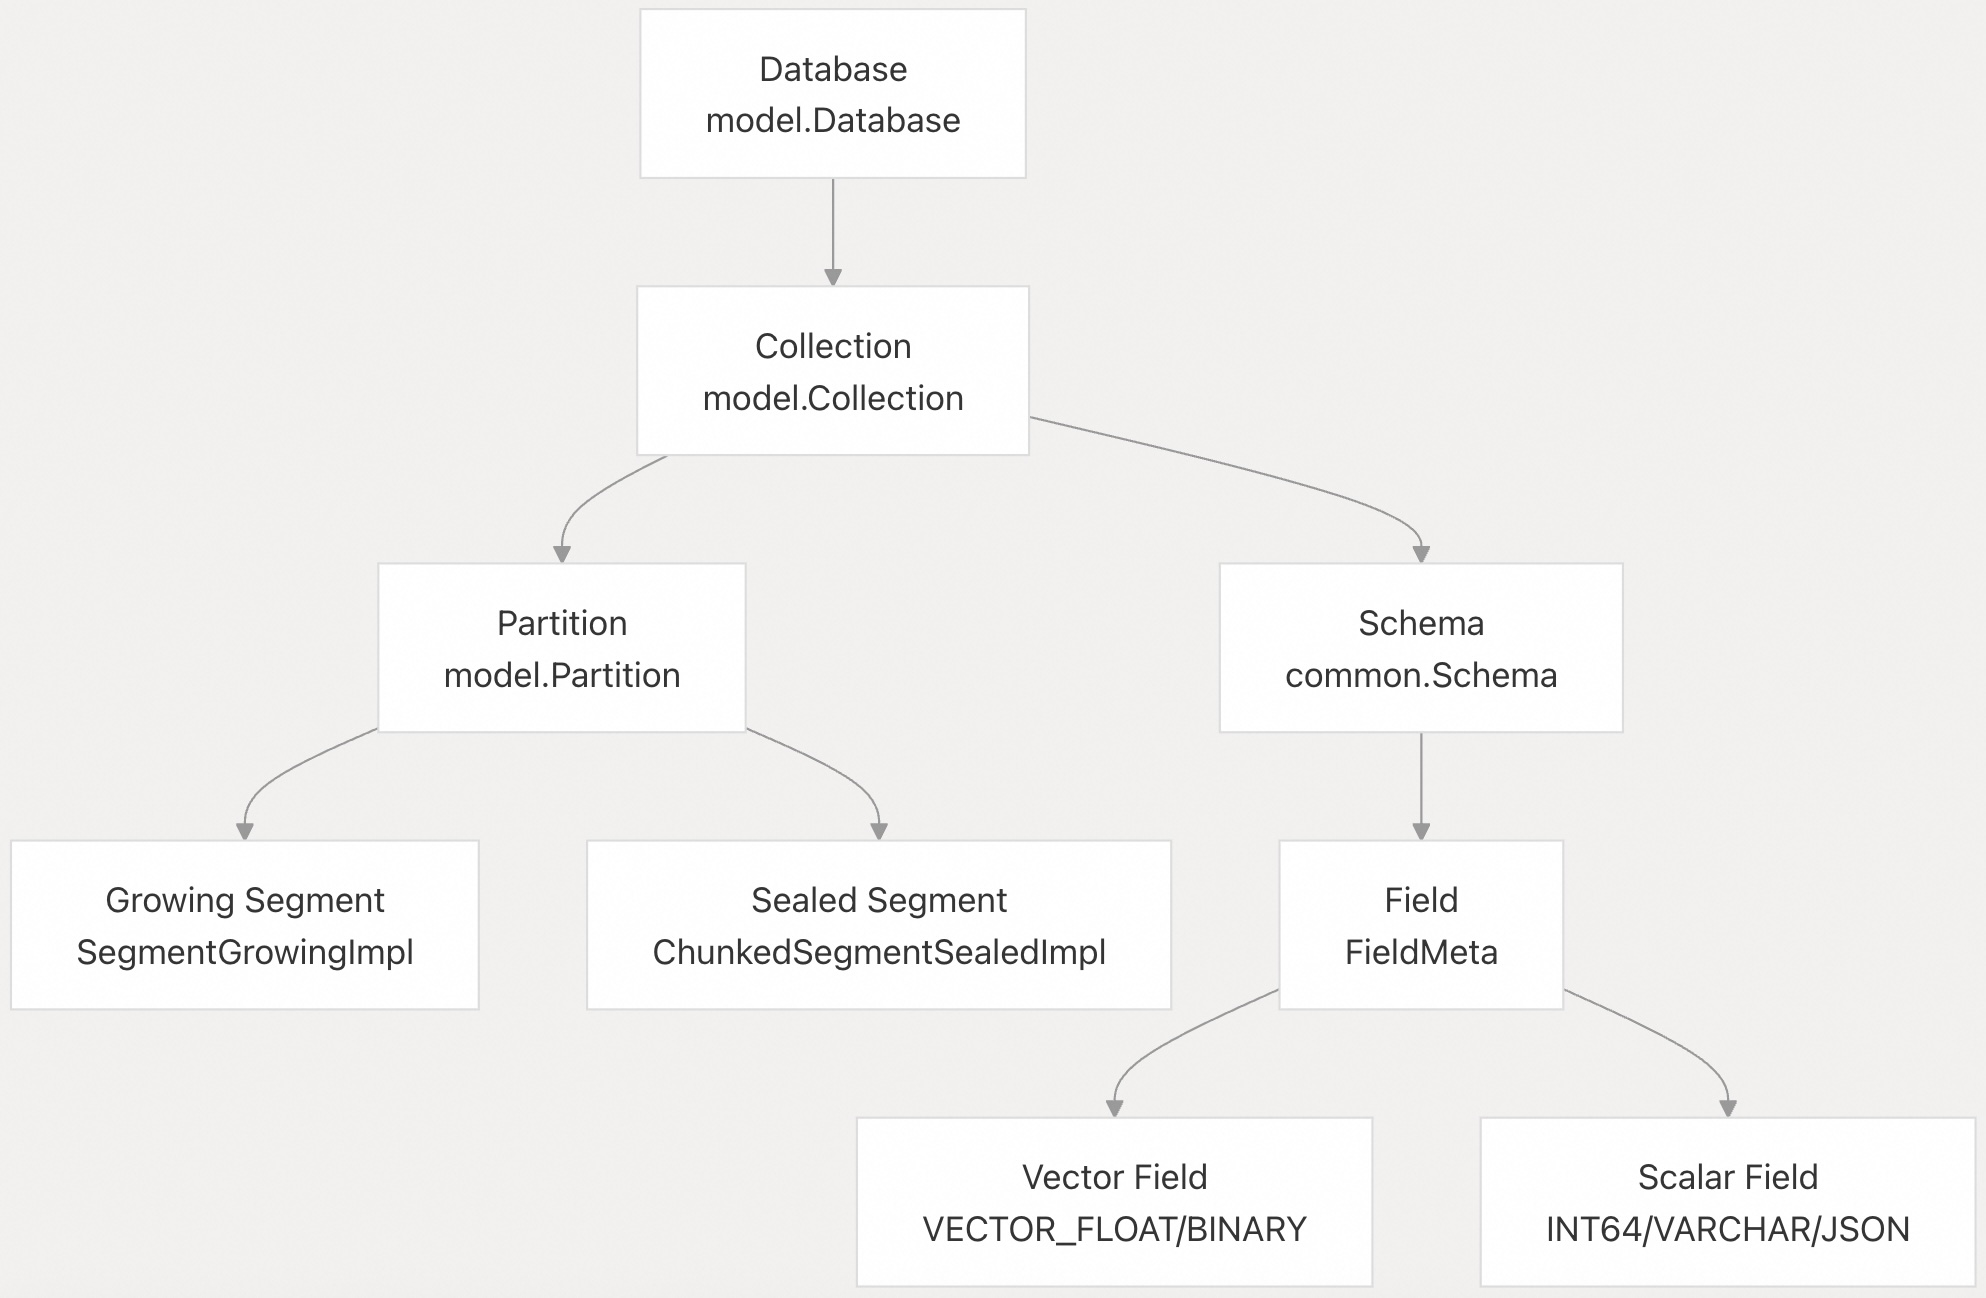 Database
model.Database
Collection
model.Collection
Partition
model.Partition
Schema
common.Schema
Growing Segment
SegmentGrowingImpl
Sealed Segment
ChunkedSegmentSealedImpl
Field
FieldMeta
Vector Field
VECTOR_FLOAT/BINARY
Scalar Field
INT64/VARCHAR/JSON